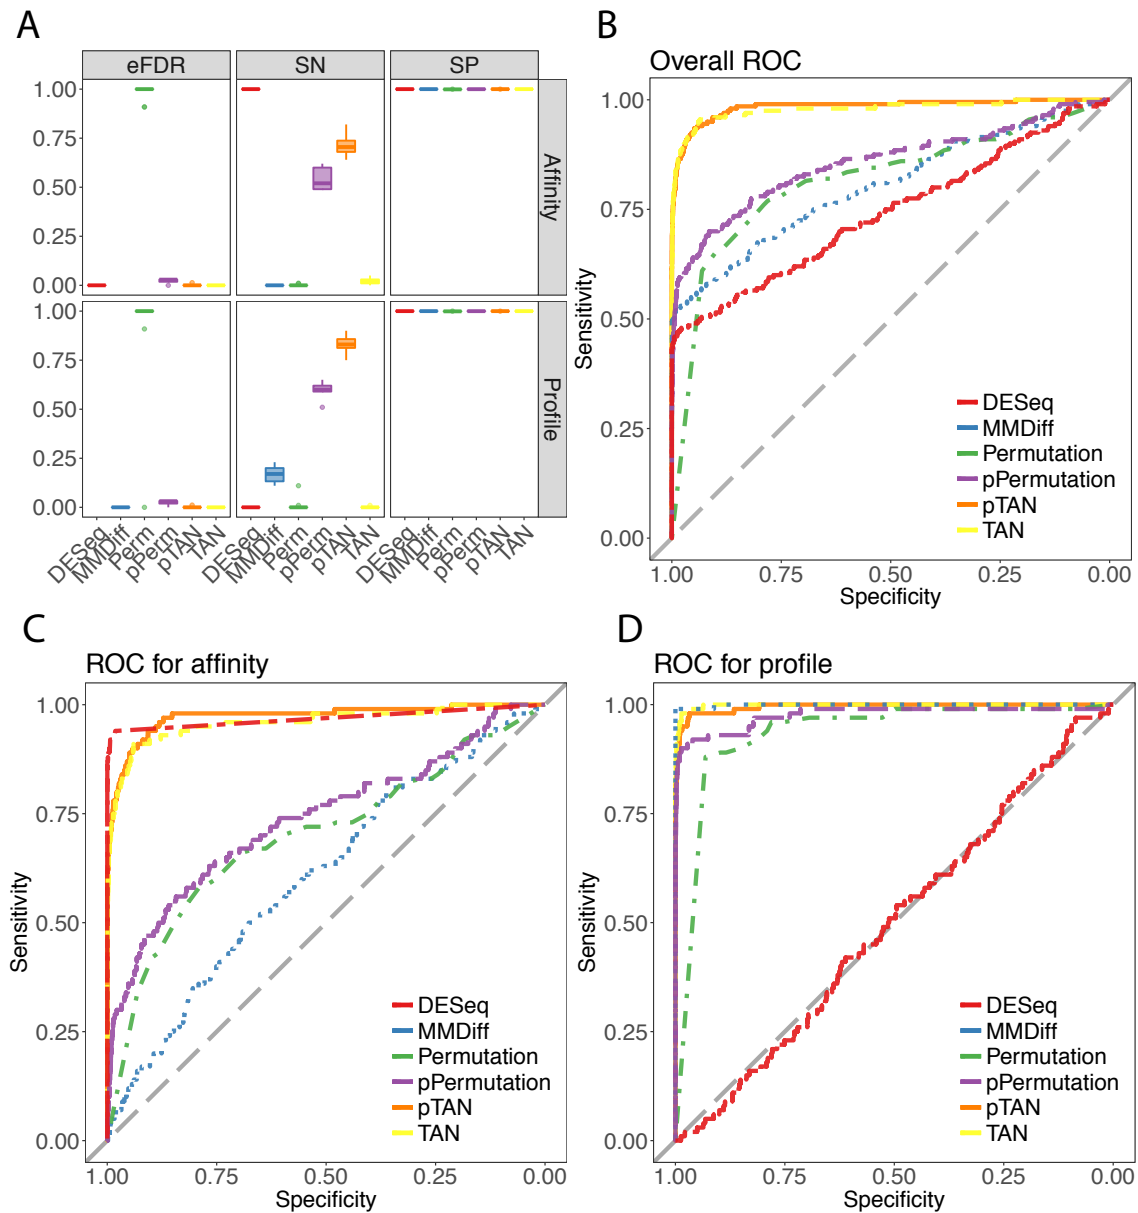 A
eFDR SN SP
1.00
0.75
0.50
0.25
0.00
Affinity
1.00
0.75
0.50
0.25
0.00
Profile
DESeq MMDiff Perm pPerm pTAN TAN DESeq MMDiff Perm pPerm pTAN TAN DESeq MMDiff Perm pPerm pTAN TAN
B
Overall ROC
1.00
0.75
0.50
0.25
0.00
Sensitivity
DESeq
MMDiff
Permutation
pPermutation
pTAN
TAN
1.00 0.75 0.50 0.25 0.00
Specificity
C
ROC for affinity
1.00
0.75
0.50
0.25
0.00
Sensitivity
DESeq
MMDiff
Permutation
pPermutation
pTAN
TAN
1.00 0.75 0.50 0.25 0.00
Specificity
D
ROC for profile
1.00
0.75
0.50
0.25
0.00
Sensitivity
DESeq
MMDiff
Permutation
pPermutation
pTAN
TAN
1.00 0.75 0.50 0.25 0.00
Specificity